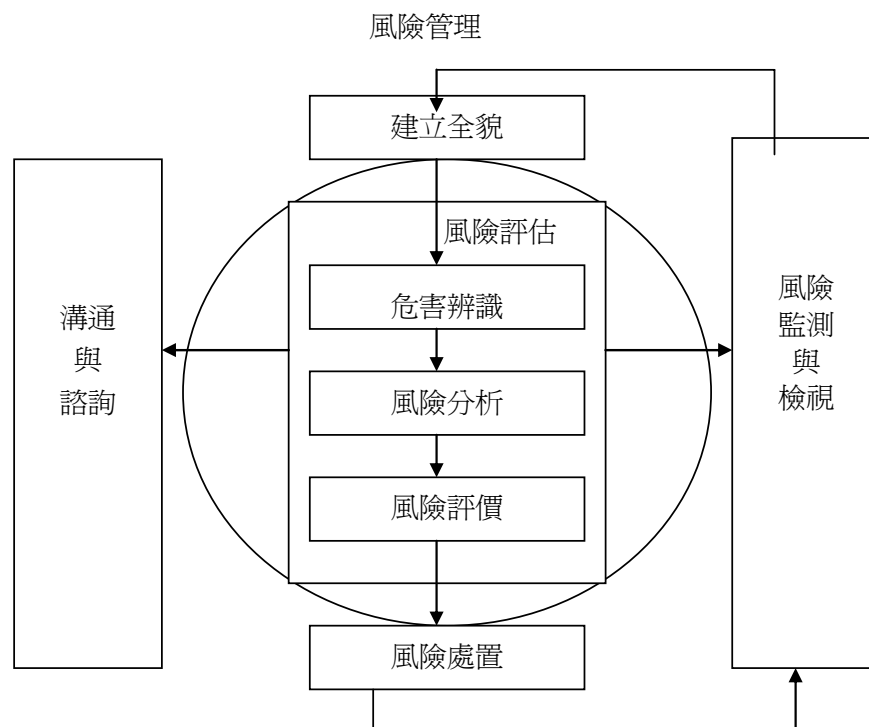 風險管理
建立全貌
風險評估
危害辨識
風險分析
風險評價
風險處置
溝通
與
諮詢
風險
監測
與
檢視